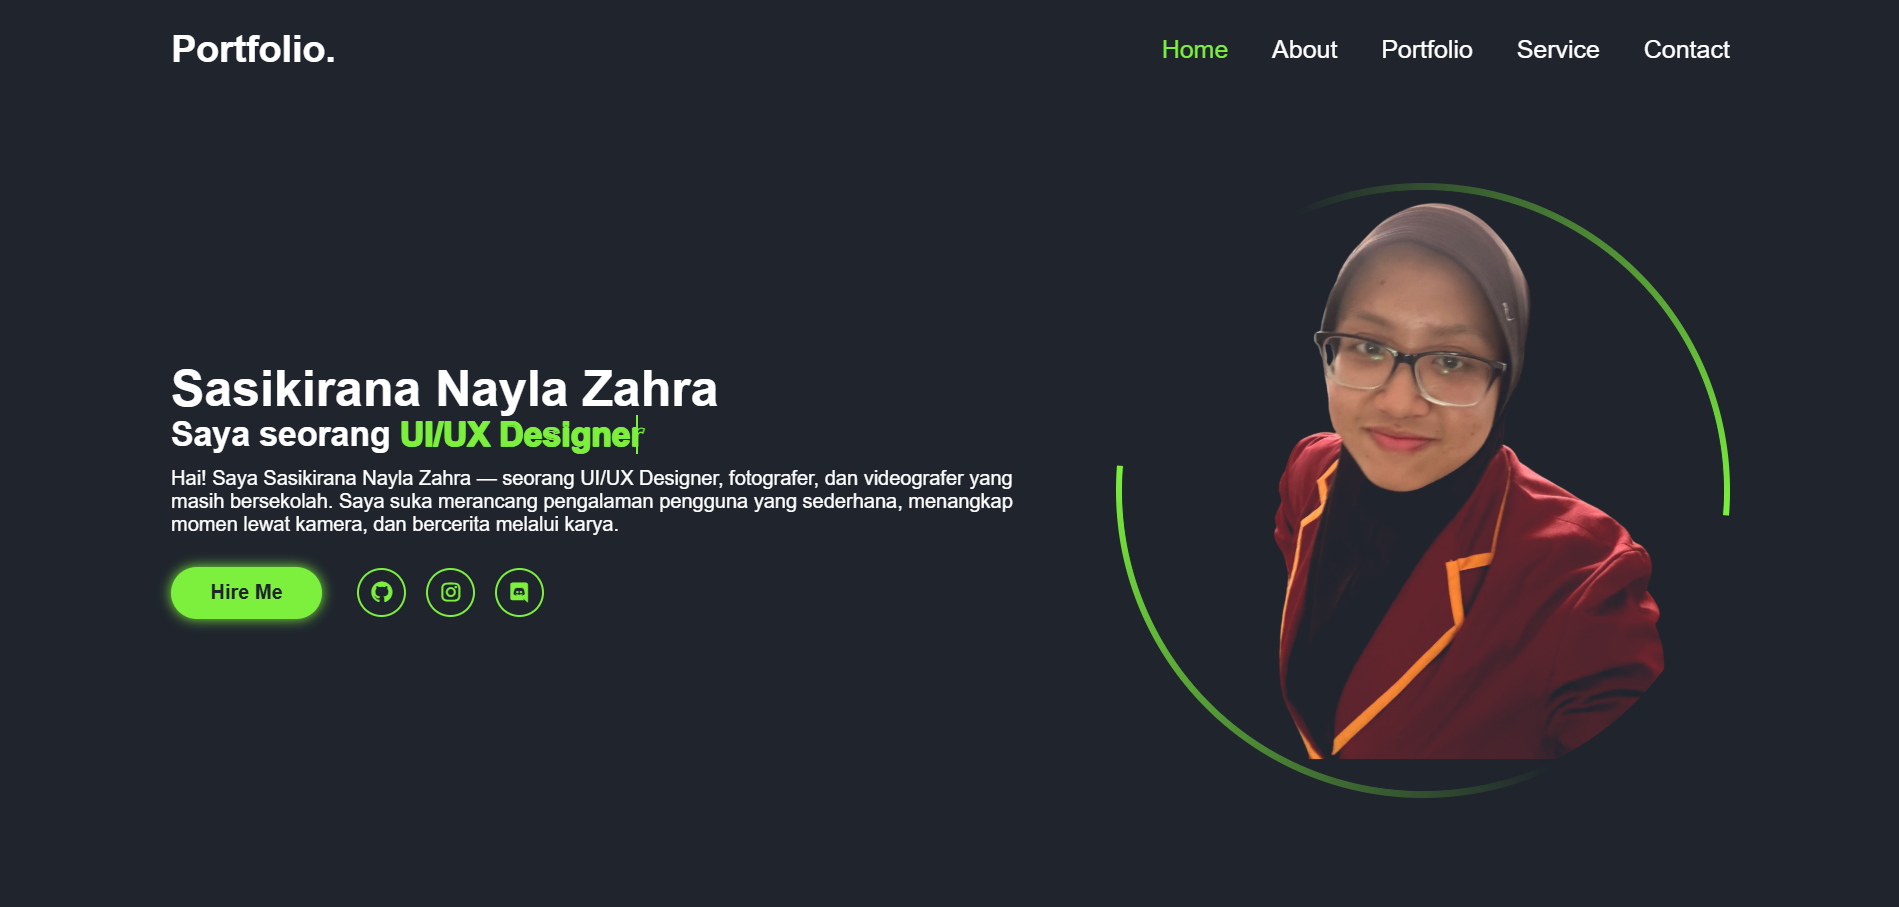 Portfolio.
Home
About
Portfolio
Service
Contact
Sasikirana Nayla Zahra
Saya seorang UI/UX Designer
Hai! Saya Sasikirana Nayla Zahra — seorang UI/UX Designer, fotografer, dan videografer yang
masih bersekolah. Saya suka merancang pengalaman pengguna yang sederhana, menangkap
momen lewat kamera, dan bercerita melalui karya.
Hire Me